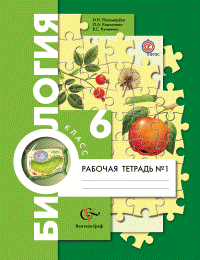 И.Н. Пономарёва
О.А. Корнилова
В.С. Кучменко
БИОЛОГИЯ
6
КЛАСС
РАБОЧАЯ ТЕТРАДЬ №1
Вентана-Граф